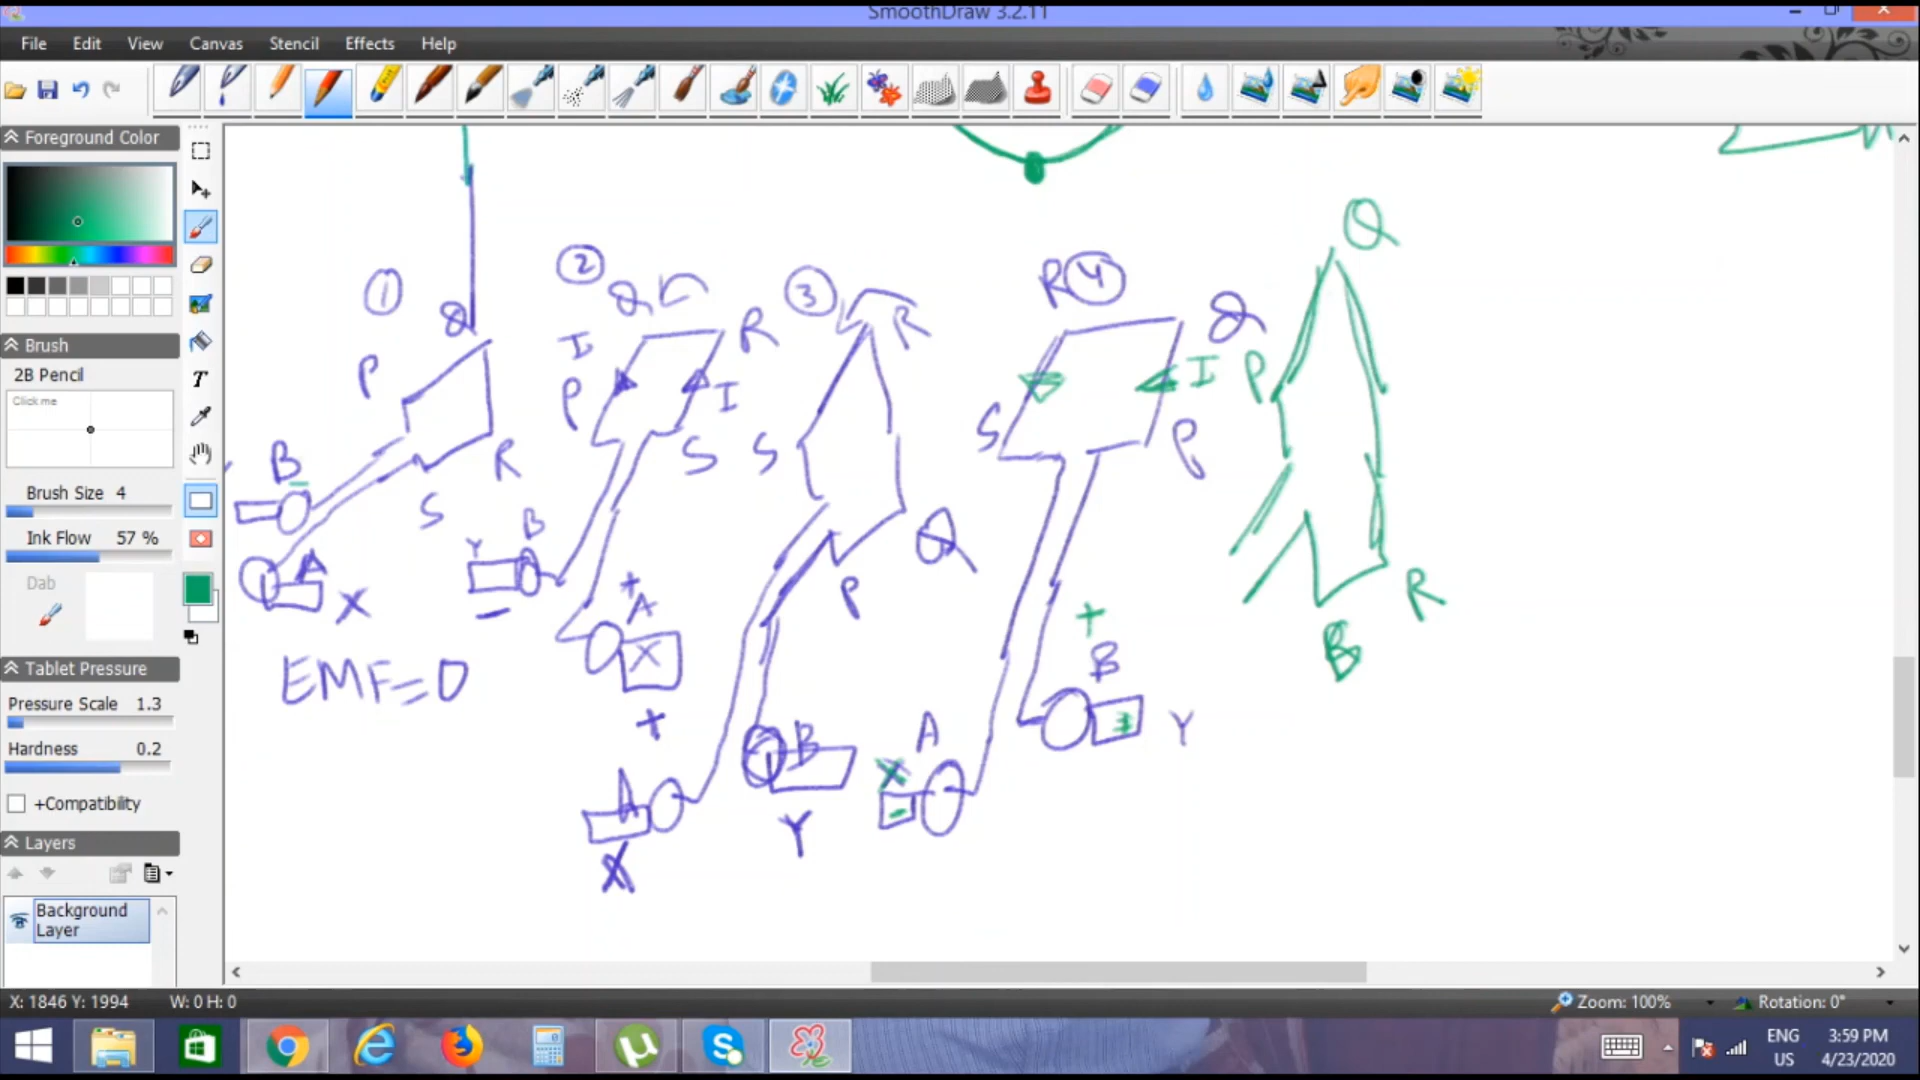 SmoothDraw 3.2.11
File Edit View Canvas Stencil Effects Help
Foreground Color
Brush
2B Pencil
Click me
Brush Size 4
Ink Flow 57 %
Dab
Tablet Pressure
Pressure Scale 1.3
Hardness 0.2
+Compatibility
Layers
Background
Layer
T
1
P
Q
R
S
B
A
X
EMF=0
2
Q
R
I
P
I
S
Y
B
-
+
A
X
+
3
R
S
Q
P
A
X
B
Y
R
4
Q
I
S
P
A
X
-
+
B
Y
Q
P
R
B
X: 1846 Y: 1994
W: 0 H: 0
Zoom: 100%
Rotation: 0°
ENG
US
3:59 PM
4/23/2020